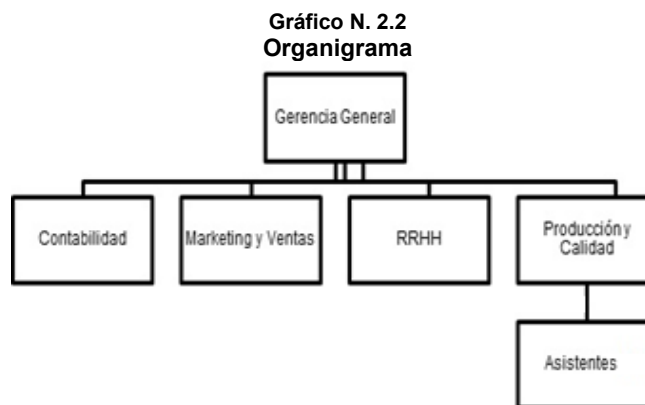 Gráfico N. 2.2
Organigrama
Gerencia General
Contabilidad
Marketing y Ventas
RRHH
Producción y
Calidad
Asistentes